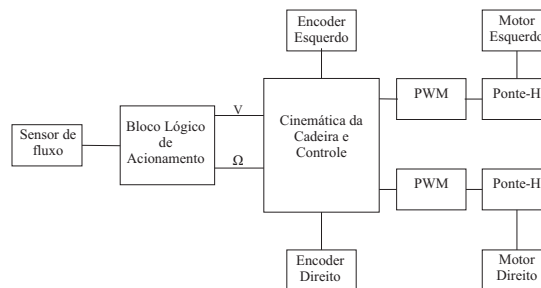 Encoder
Esquerdo
Motor
Esquerdo
PWM
Ponte-H
V
Cinemática da
Cadeira e
Controle
Bloco Lógico
de
Acionamento
Sensor de
fluxo
Ω
PWM
Ponte-H
Encoder
Direito
Motor
Direito